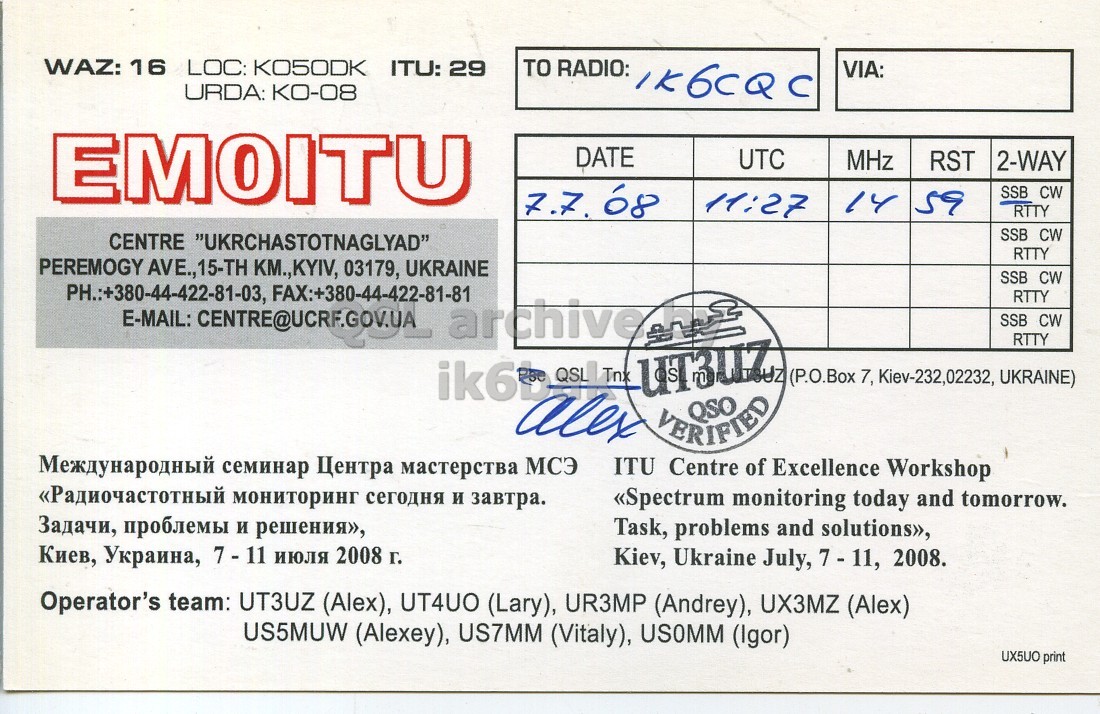 WAZ: 16 LOC: KO50DK ITU: 29
URDA: KO-08
EM0ITU
CENTRE "UKRCHASTOTNAGLYAD"
PEREMOGY AVE.,15-TH KM.,KYIV, 03179, UKRAINE
PH.:+380-44-422-81-03, FAX:+380-44-422-81-81
E-MAIL: CENTRE@UCRF.GOV.UA
TO RADIO: IK6CQC
VIA:
DATE UTC MHz RST 2-WAY
7.7.'08 11:27 14 59 SSB CW
RTTY
SSB CW
RTTY
SSB CW
RTTY
SSB CW
RTTY
QSL archive by
ik6bak
Pse QSL Tnx QSL mgr UT3UZ (P.O.Box 7, Kiev-232,02232, UKRAINE)
Alex
UT3UZ
QSO
VERIFIED
Международный семинар Центра мастерства МСЭ
«Радиочастотный мониторинг сегодня и завтра.
Задачи, проблемы и решения»,
Киев, Украина, 7 - 11 июля 2008 г.
ITU Centre of Excellence Workshop
«Spectrum monitoring today and tomorrow.
Task, problems and solutions»,
Kiev, Ukraine July, 7 - 11, 2008.
Operator's team: UT3UZ (Alex), UT4UO (Lary), UR3MP (Andrey), UX3MZ (Alex)
US5MUW (Alexey), US7MM (Vitaly), US0MM (Igor)
UX5UO print